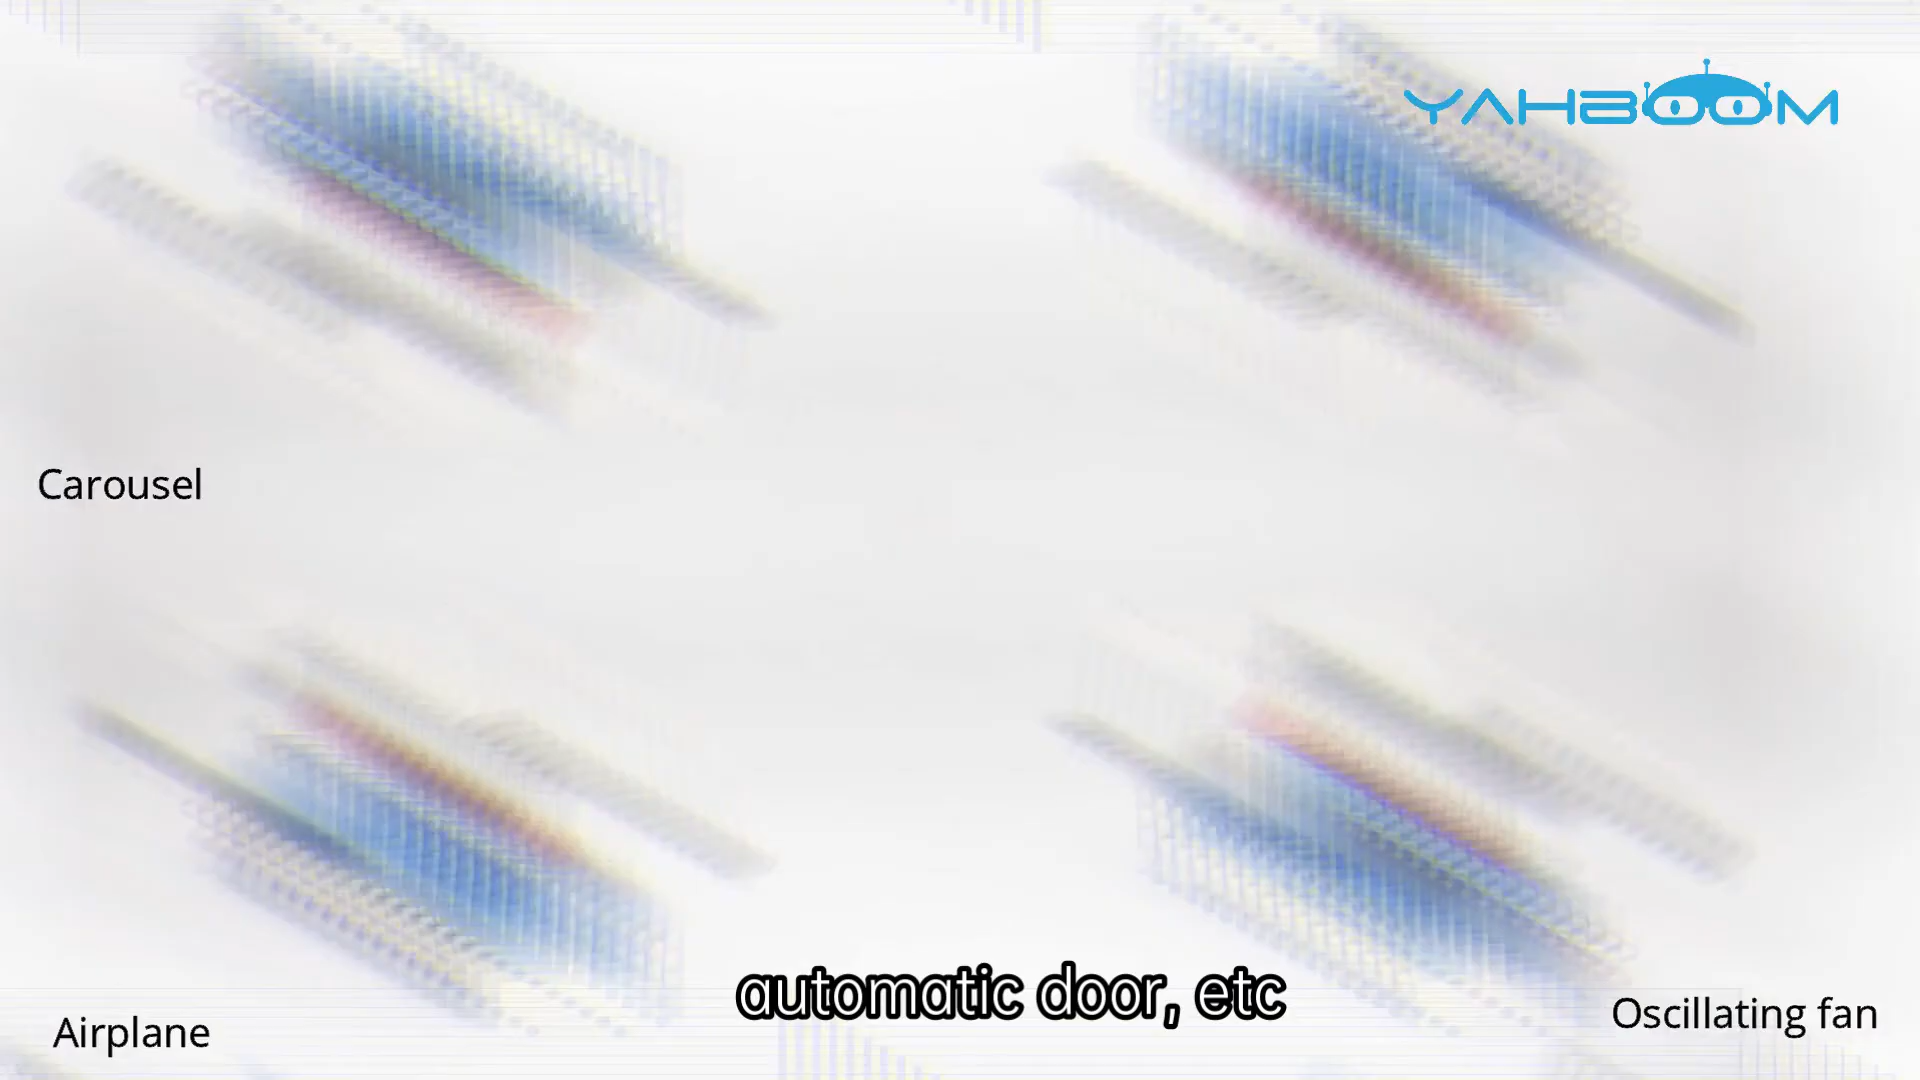 YAHBOOM
Carousel
automatic door, etc
Airplane
Oscillating fan